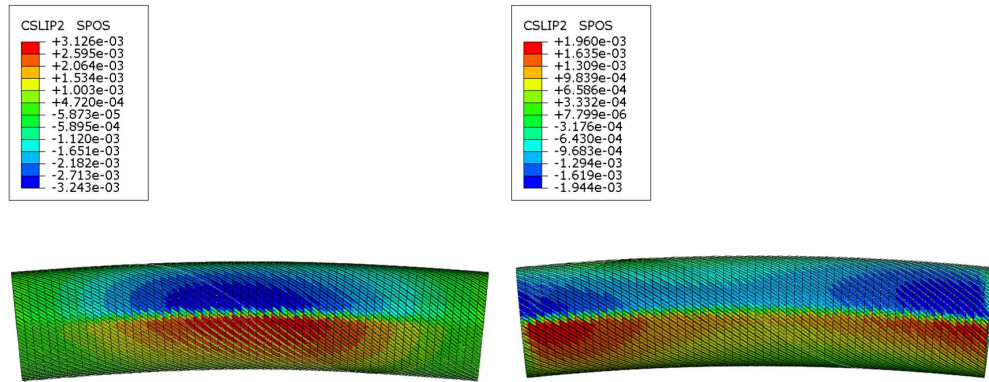 CSLIP2 SPOS
+3.126e-03
+2.595e-03
+2.064e-03
+1.534e-03
+1.003e-03
+4.720e-04
-5.873e-05
-5.895e-04
-1.120e-03
-1.651e-03
-2.182e-03
-2.713e-03
-3.243e-03
CSLIP2 SPOS
+1.960e-03
+1.635e-03
+1.309e-03
+9.839e-04
+6.586e-04
+3.332e-04
+7.799e-06
-3.176e-04
-6.430e-04
-9.683e-04
-1.294e-03
-1.619e-03
-1.944e-03